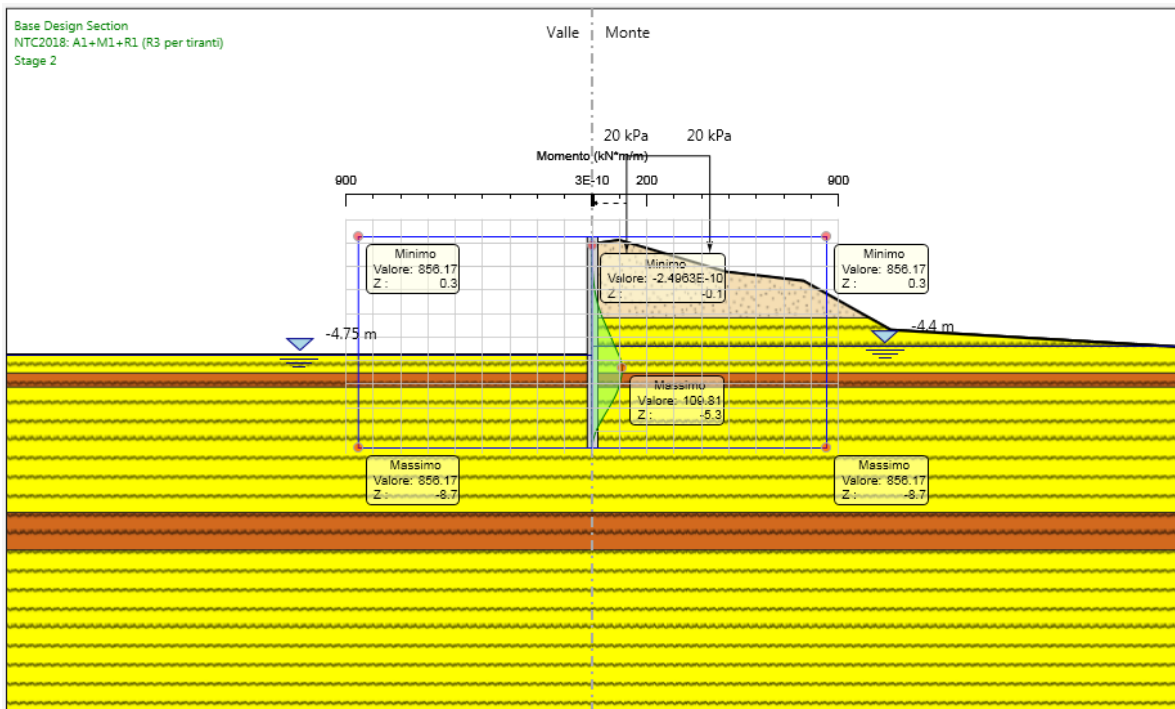 Base Design Section
NTC2018: A1+M1+R1 (R3 per tiranti)
Stage 2
Valle
Monte
20 kPa
20 kPa
Momento (kN*m/m)
900
3E-10
200
900
Minimo
Valore: 856.17
Z : 0.3
Minimo
Valore: -2.4963E-10
Z : -0.1
Minimo
Valore: 856.17
Z : 0.3
-4.75 m
-4.4 m
Massimo
Valore: 109.81
Z : -5.3
Massimo
Valore: 856.17
Z : -8.7
Massimo
Valore: 856.17
Z : -8.7